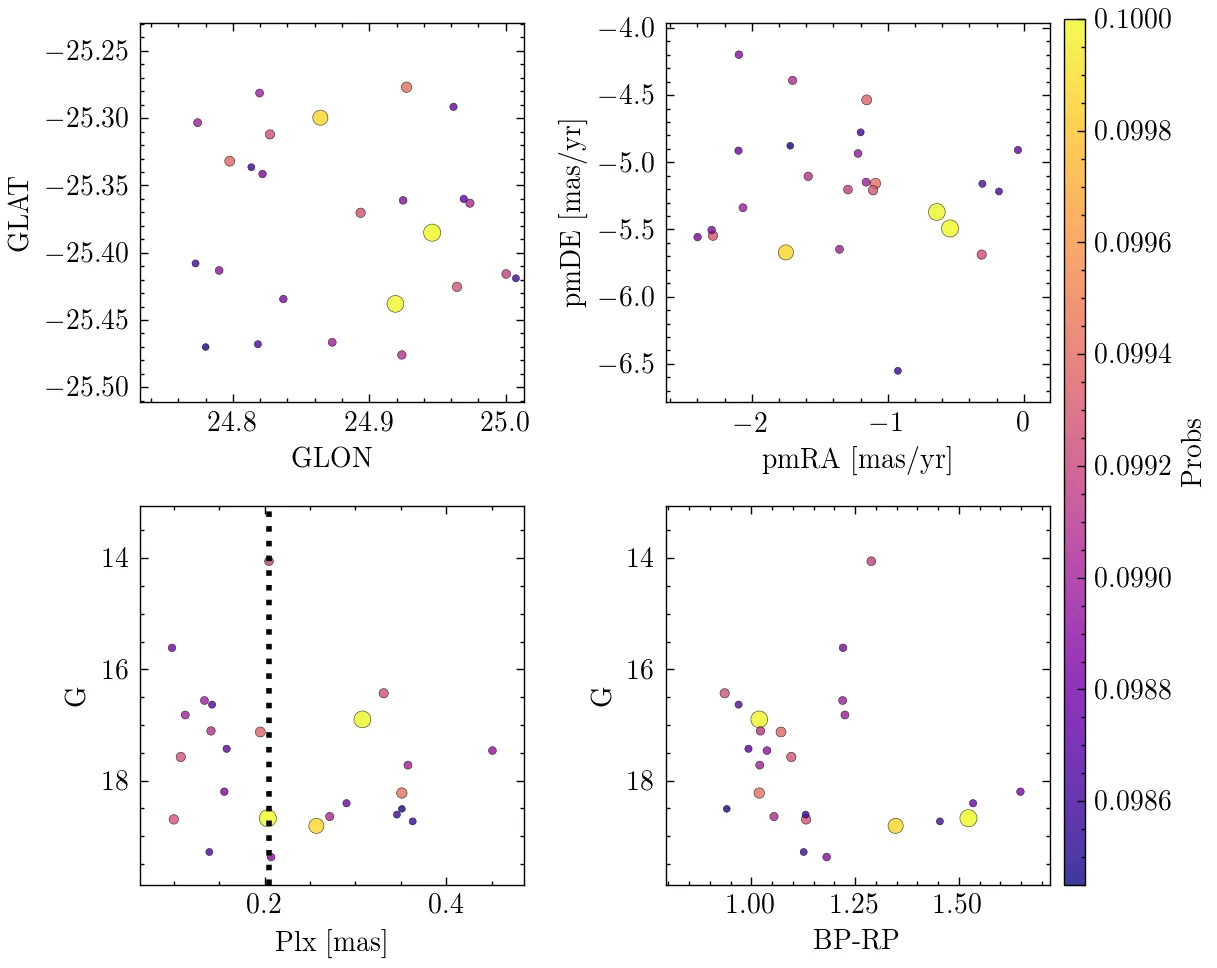 −25.25
−25.30
−25.35
−25.40
−25.45
−25.50
GLAT
24.8 24.9 25.0
GLON
−4.0
−4.5
−5.0
−5.5
−6.0
−6.5
pmDE [mas/yr]
−2 −1 0
pmRA [mas/yr]
14
16
18
G
0.2 0.4
Plx [mas]
14
16
18
G
1.00 1.25 1.50
BP-RP
0.1000
0.0998
0.0996
0.0994
0.0992
0.0990
0.0988
0.0986
Probs